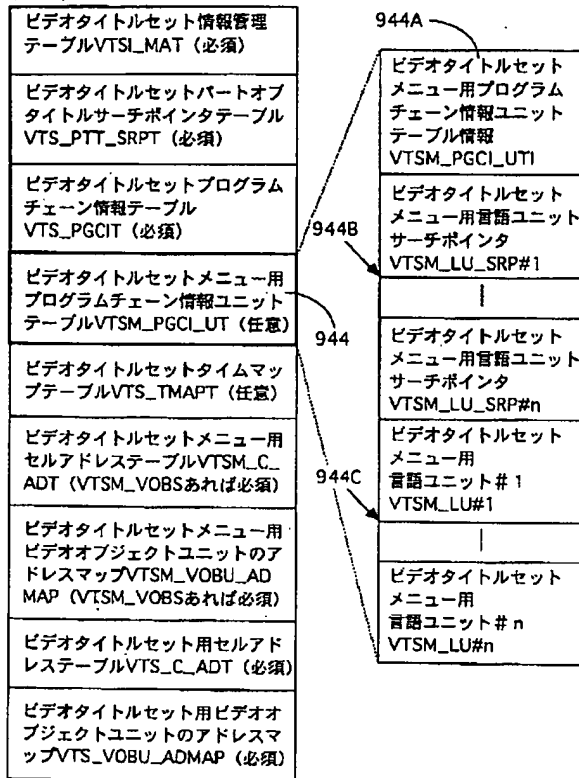 ビデオタイトルセット情報管理
テーブルVTSI_MAT(必須)
ビデオタイトルセットパートオブ
タイトルサーチポインタテーブル
VTS_PTT_SRPT(必須)
ビデオタイトルセットプログラム
チェーン情報テーブル
VTS_PGCIT(必須)
ビデオタイトルセットメニュー用
プログラムチェーン情報ユニット
テーブルVTSM_PGCI_UT(任意)
ビデオタイトルセットタイムマッ
プテーブルVTS_TMAPT(任意)
ビデオタイトルセットメニュー用
セルアドレステーブルVTSM_C_
ADT(VTSM_VOBSあれば必須)
ビデオタイトルセットメニュー用
ビデオオブジェクトユニットのア
ドレスマップVTSM_VOBU_AD
MAP(VTSM_VOBSあれば必須)
ビデオタイトルセット用セルアド
レステーブルVTS_C_ADT(必須)
ビデオタイトルセット用ビデオオ
ブジェクトユニットのアドレスマ
ップVTS_VOBU_ADMAP(必須)
944
944A
944B
944C
ビデオタイトルセット
メニュー用プログラム
チェーン情報ユニット
テーブル情報
VTSM_PGCI_UTI
ビデオタイトルセット
メニュー用言語ユニット
サーチポインタ
VTSM_LU_SRP#1
ビデオタイトルセット
メニュー用言語ユニット
サーチポインタ
VTSM_LU_SRP#n
ビデオタイトルセット
メニュー用
言語ユニット#1
VTSM_LU#1
ビデオタイトルセット
メニュー用
言語ユニット#n
VTSM_LU#n